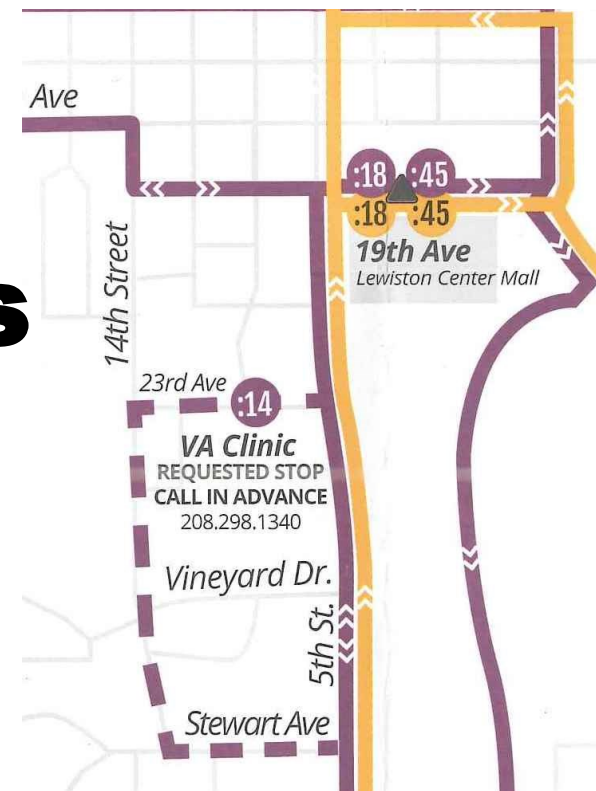 Ave
:18
:45
:18
:45
19th Ave
Lewiston Center Mall
14th Street
s
23rd Ave
:14
VA Clinic
REQUESTED STOP
CALL IN ADVANCE
208.298.1340
Vineyard Dr.
5th St.
Stewart Ave